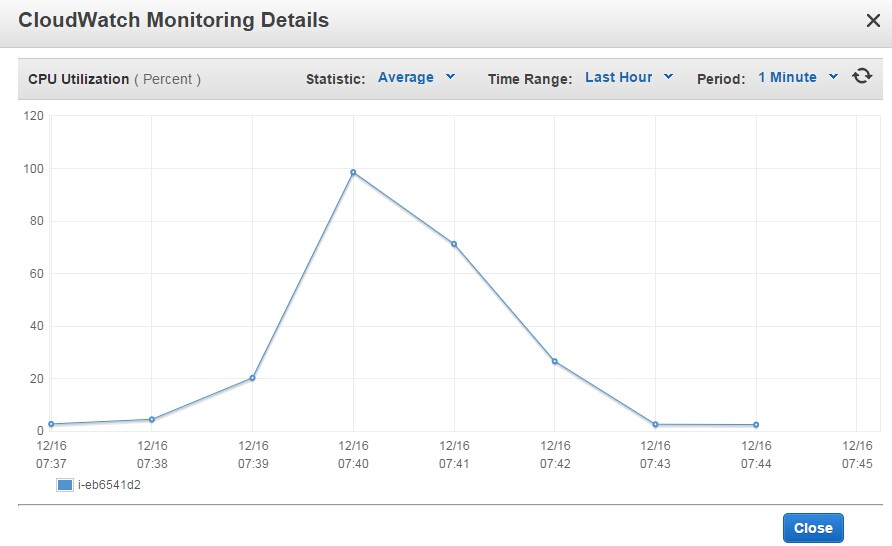 CloudWatch Monitoring Details
CPU Utilization ( Percent ) Statistic: Average Time Range: Last Hour Period: 1 Minute
120
100
80
60
40
20
0
12/16 12/16 12/16 12/16 12/16 12/16 12/16 12/16 12/16
07:37 07:38 07:39 07:40 07:41 07:42 07:43 07:44 07:45
i-eb6541d2
Close